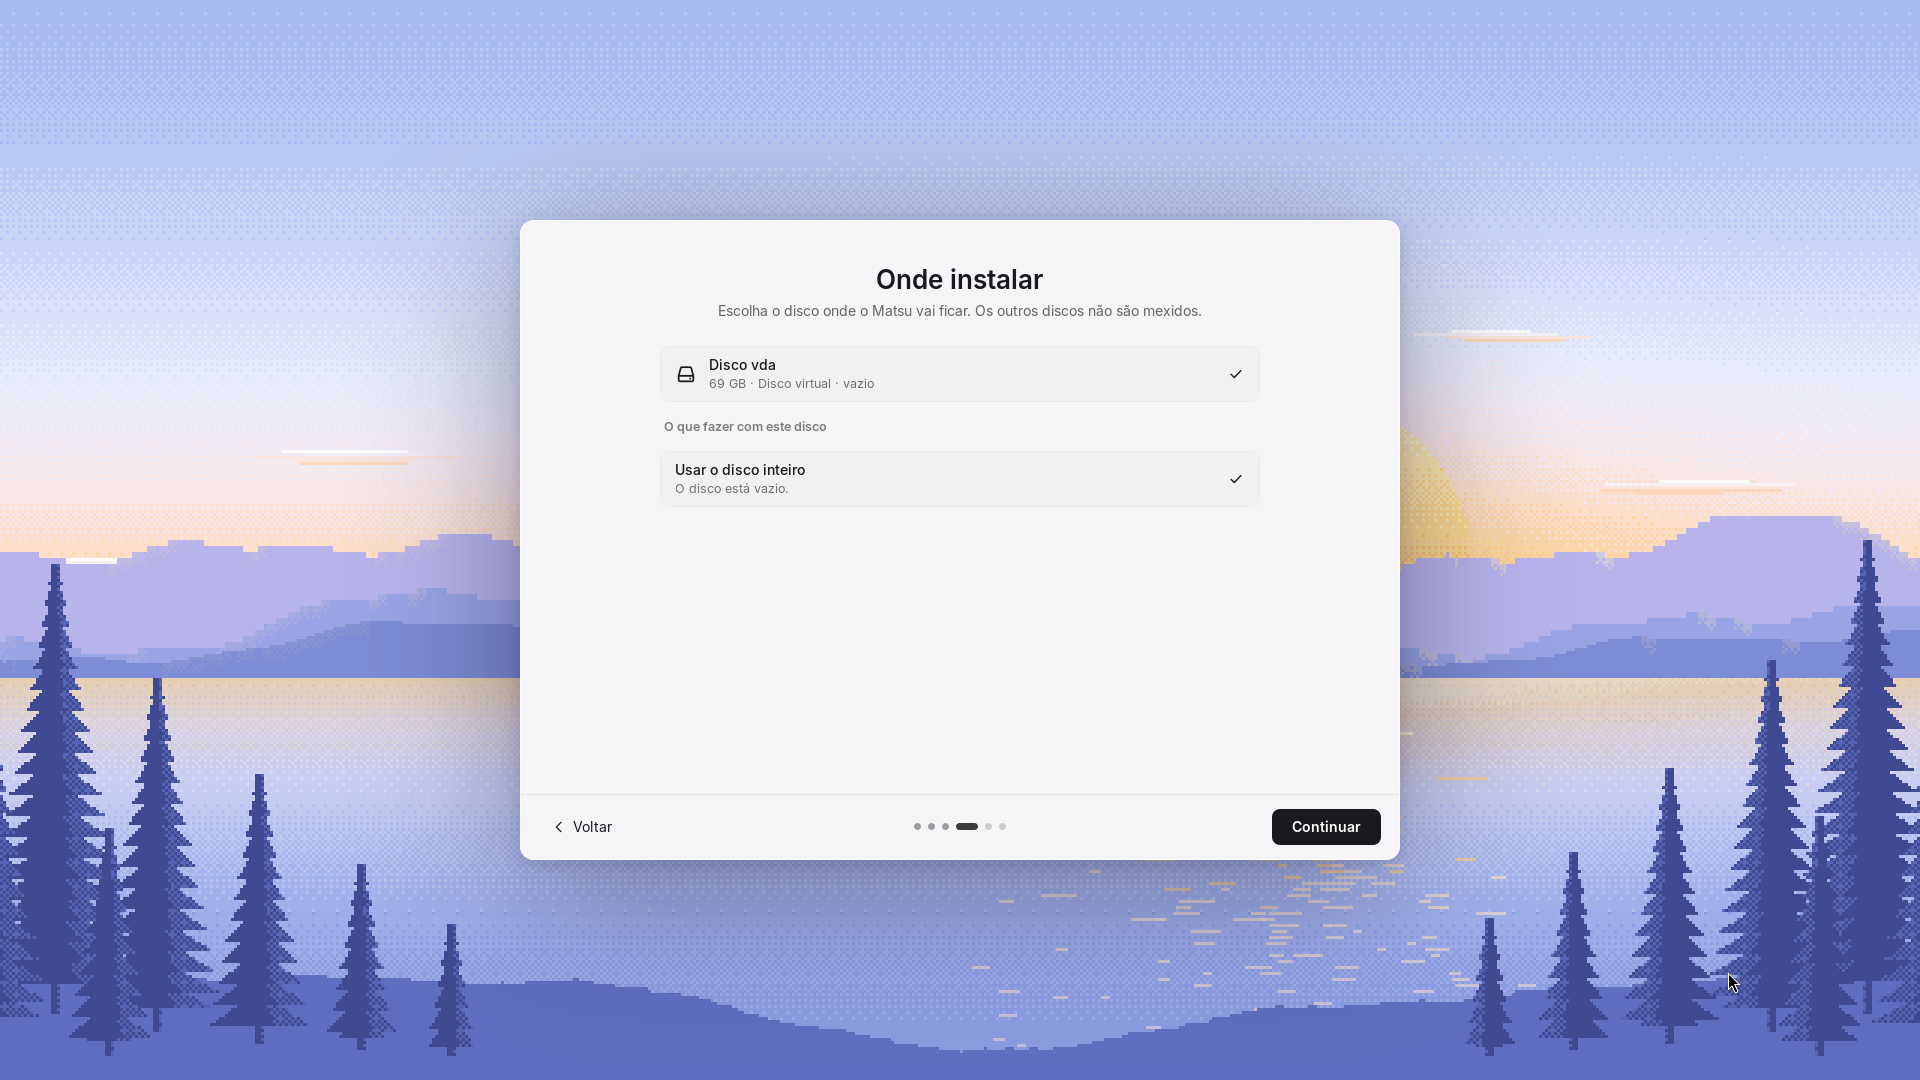 Onde instalar
Escolha o disco onde o Matsu vai ficar. Os outros discos não são mexidos.
Disco vda
69 GB · Disco virtual · vazio
O que fazer com este disco
Usar o disco inteiro
O disco está vazio.
Voltar
Continuar